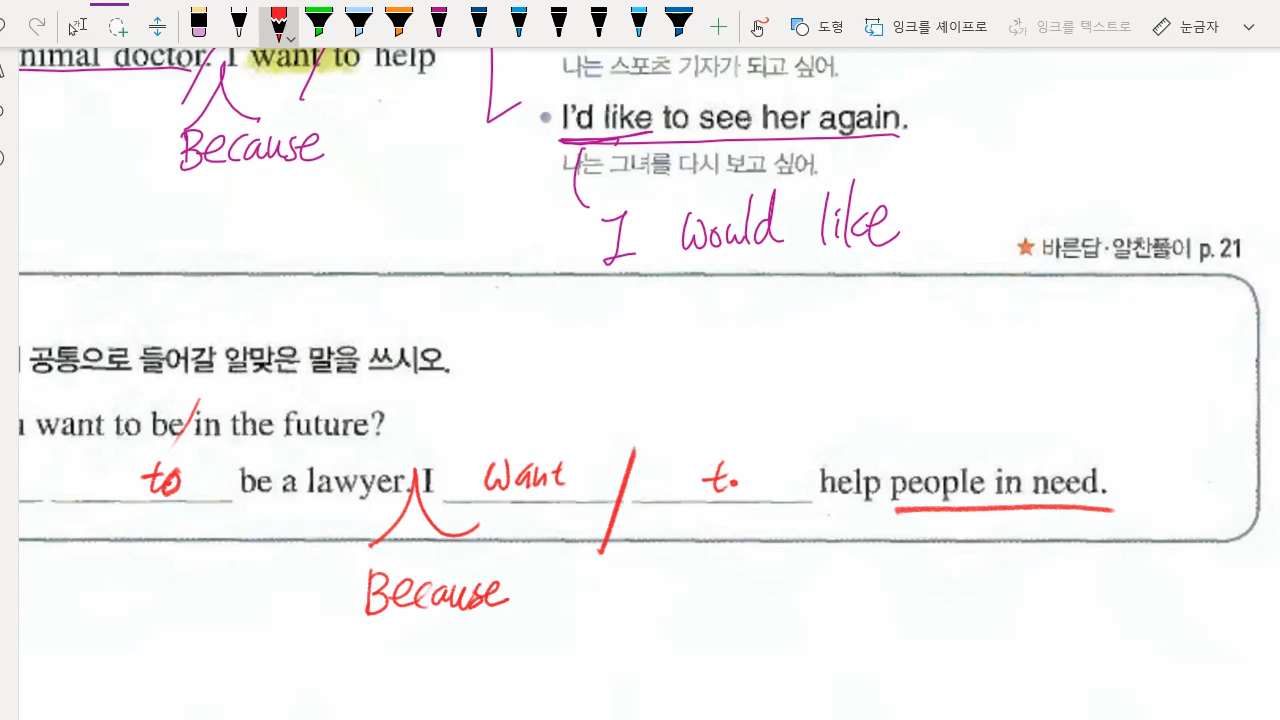 도형 잉크를 셰이프로 잉크를 텍스트로 눈금자
nimal doctor. I want to help
Because
나는 스포츠 기자가 되고 싶어.
I'd like to see her again.
나는 그녀를 다시 보고 싶어.
I would like
★ 바른답·알찬풀이 p. 21
공통으로 들어갈 알맞은 말을 쓰시오.
want to be/in the future?
to be a lawyer. I want / to help people in need.
Because